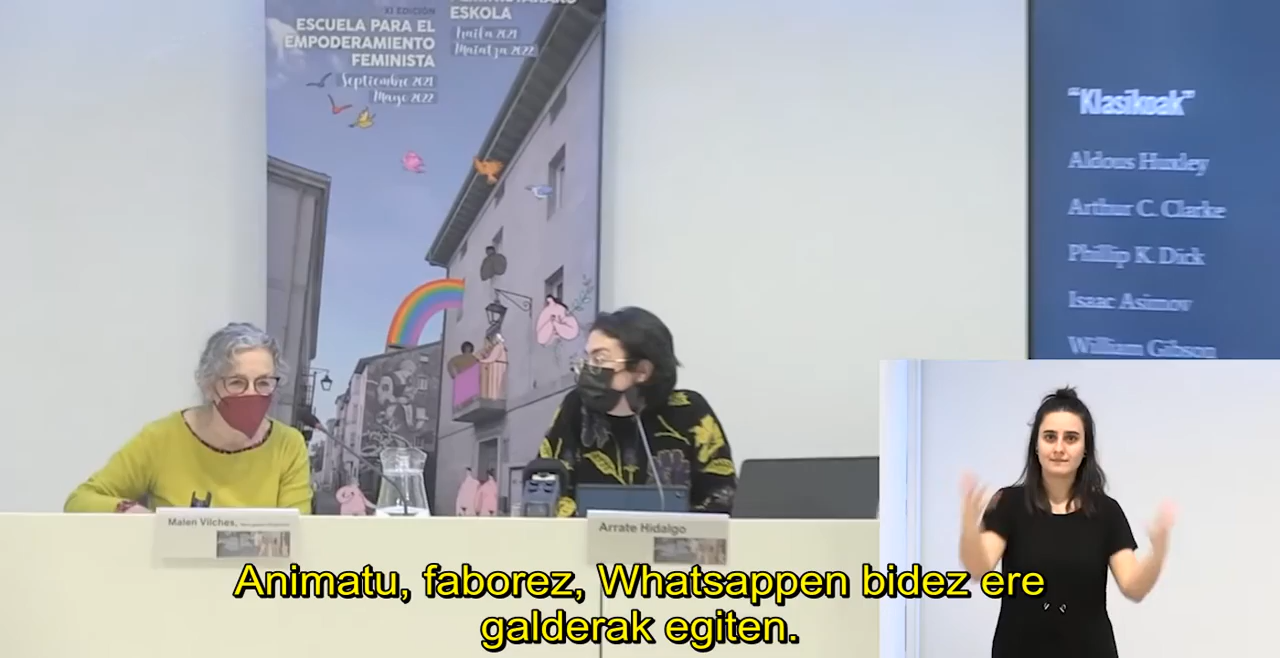 XI EDICIÓN
ESCUELA PARA EL
EMPODERAMIENTO
FEMINISTA
Septiembre 2021
Mayo 2022
ESKOLA
Iraila 2021
Maiatza 2022
“Klasikoak”
Aldous Huxley
Arthur C. Clarke
Phillip K. Dick
Isaac Asimov
William Gibson
Malen Vilches,
Arrate Hidalgo
Animatu, faborez, Whatsappen bidez ere
galderak egiten.